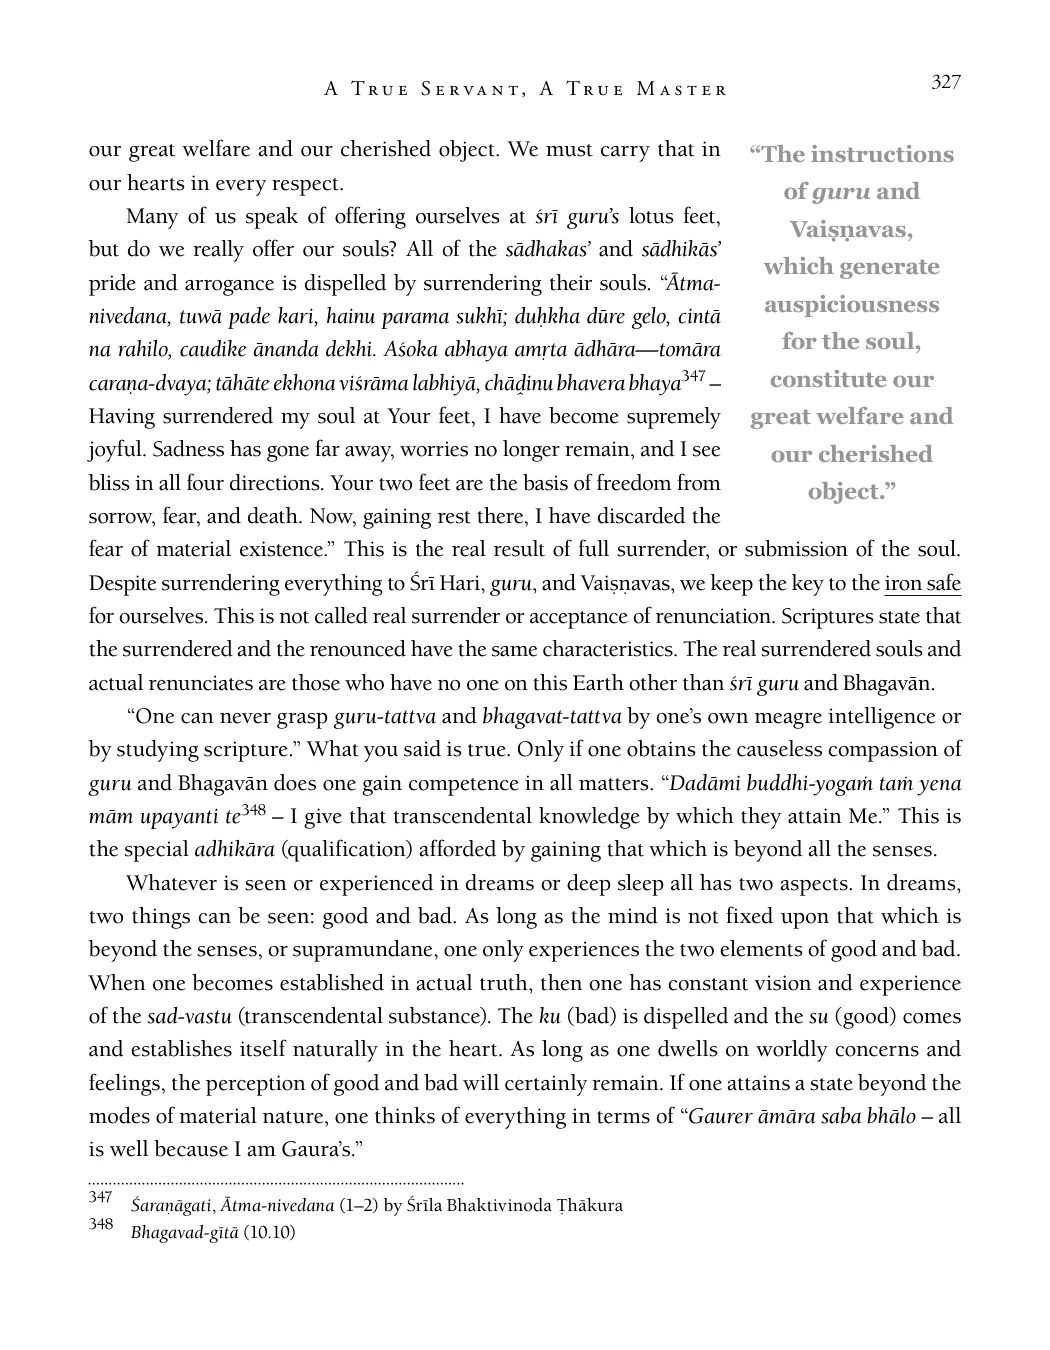 A True Servant, A True Master
327
our great welfare and our cherished object. We must carry that in
our hearts in every respect.
Many of us speak of offering ourselves at śrī guru’s lotus feet,
but do we really offer our souls? All of the sādhakas’ and sādhikās’
pride and arrogance is dispelled by surrendering their souls. “Ātma-
nivedana, tuwā pade kari, hainu parama sukhī; duḥkha dūre gelo, cintā
na rahilo, caudike ānanda dekhi. Aśoka abhaya amṛta ādhāra—tomāra
caraṇa-dvaya; tāhāte ekhona viśrāma labhiyā, chāḓinu bhavera bhaya347 –
Having surrendered my soul at Your feet, I have become supremely
joyful. Sadness has gone far away, worries no longer remain, and I see
bliss in all four directions. Your two feet are the basis of freedom from
sorrow, fear, and death. Now, gaining rest there, I have discarded the
fear of material existence.” This is the real result of full surrender, or submission of the soul.
Despite surrendering everything to Śrī Hari, guru, and Vaiṣṇavas, we keep the key to the iron safe
for ourselves. This is not called real surrender or acceptance of renunciation. Scriptures state that
the surrendered and the renounced have the same characteristics. The real surrendered souls and
actual renunciates are those who have no one on this Earth other than śrī guru and Bhagavān.
“One can never grasp guru-tattva and bhagavat-tattva by one’s own meagre intelligence or
by studying scripture.” What you said is true. Only if one obtains the causeless compassion of
guru and Bhagavān does one gain competence in all matters. “Dadāmi buddhi-yogaṁ taṁ yena
mām upayanti te348 – I give that transcendental knowledge by which they attain Me.” This is
the special adhikāra (qualification) afforded by gaining that which is beyond all the senses.
Whatever is seen or experienced in dreams or deep sleep all has two aspects. In dreams,
two things can be seen: good and bad. As long as the mind is not fixed upon that which is
beyond the senses, or supramundane, one only experiences the two elements of good and bad.
When one becomes established in actual truth, then one has constant vision and experience
of the sad-vastu (transcendental substance). The ku (bad) is dispelled and the su (good) comes
and establishes itself naturally in the heart. As long as one dwells on worldly concerns and
feelings, the perception of good and bad will certainly remain. If one attains a state beyond the
modes of material nature, one thinks of everything in terms of “Gaurer āmāra saba bhālo – all
is well because I am Gaura’s.”
“The instructions
of guru and
Vaiṣṇavas,
which generate
auspiciousness
for the soul,
constitute our
great welfare and
our cherished
object.”
347 Śaraṇāgati, Ātma-nivedana (1–2) by Śrīla Bhaktivinoda Ṭhākura
348 Bhagavad-gītā (10.10)